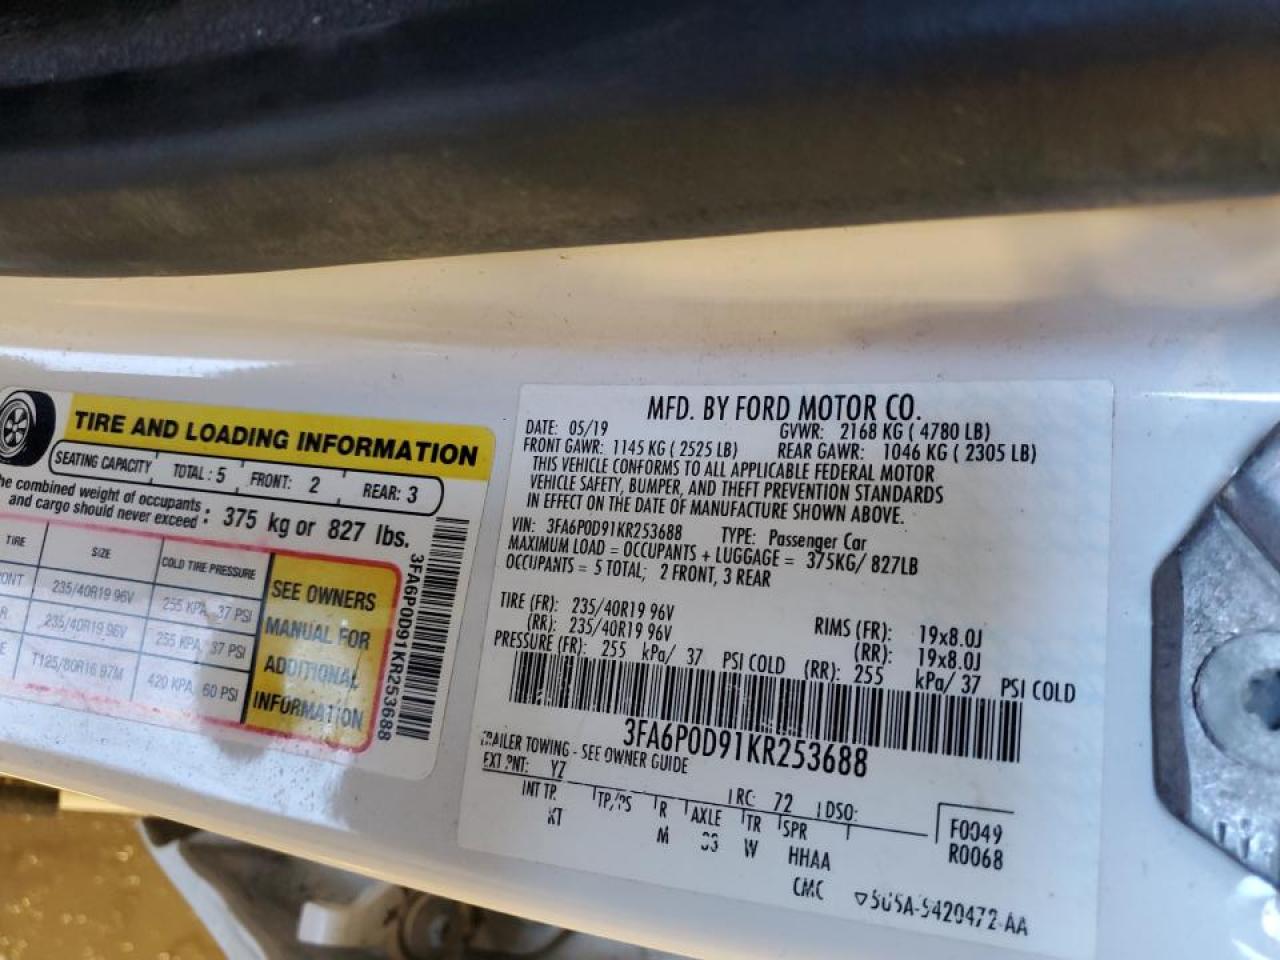 TIRE AND LOADING INFORMATION
SEATING CAPACITY TOTAL : 5 FRONT: 2 REAR: 3
he combined weight of occupants
and cargo should never exceed : 375 kg or 827 lbs.
TIRE SIZE COLD TIRE PRESSURE
ONT 235/40R19 96V 255 KPA, 37 PSI
R 235/40R19 96V 255 KPA, 37 PSI
E T125/80R16 97M 420 KPA, 60 PSI
SEE OWNERS
MANUAL FOR
ADDITIONAL
INFORMATION
3FA6P0D91KR253688
MFD. BY FORD MOTOR CO.
DATE: 05/19 GVWR: 2168 KG ( 4780 LB)
FRONT GAWR: 1145 KG ( 2525 LB) REAR GAWR: 1046 KG ( 2305 LB)
THIS VEHICLE CONFORMS TO ALL APPLICABLE FEDERAL MOTOR
VEHICLE SAFETY, BUMPER, AND THEFT PREVENTION STANDARDS
IN EFFECT ON THE DATE OF MANUFACTURE SHOWN ABOVE.
VIN: 3FA6P0D91KR253688 TYPE: Passenger Car
MAXIMUM LOAD = OCCUPANTS + LUGGAGE = 375KG/ 827LB
OCCUPANTS = 5 TOTAL; 2 FRONT, 3 REAR
TIRE (FR): 235/40R19 96V RIMS (FR): 19x8.0J
(RR): 235/40R19 96V (RR): 19x8.0J
PRESSURE (FR): 255 kPa/ 37 PSI COLD (RR): 255 kPa/ 37 PSI COLD
3FA6P0D91KR253688
TRAILER TOWING - SEE OWNER GUIDE
EXT PNT: YZ RC: 72 DSO:
INT TR TP/PS R AXLE TR SPR F0049
KT M W HHAA R0068
CMC